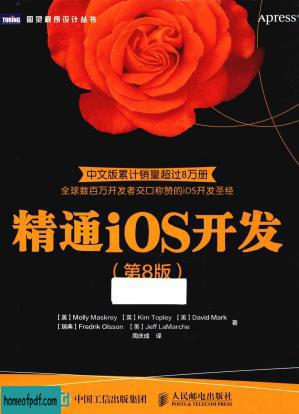 TURING 图灵程序设计丛书
Apress®
中文版累计销量超过8万册
全球数百万开发者交口称赞的iOS开发圣经
精通iOS开发
（第8版）
【美】Molly Maskrey 【英】Kim Topley 【美】David Mark
【瑞典】Fredrik Olsson 【美】Jeff LaMarche 著
周庆成 译
homeofpdf.com
中国工信出版集团
人民邮电出版社
POSTS & TELECOM PRESS